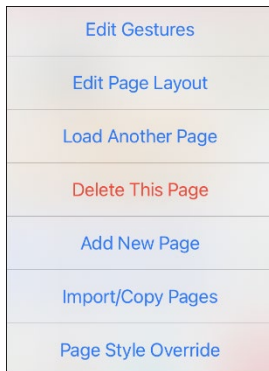 Edit Gestures
Edit Page Layout
Load Another Page
Delete This Page
Add New Page
Import/Copy Pages
Page Style Override